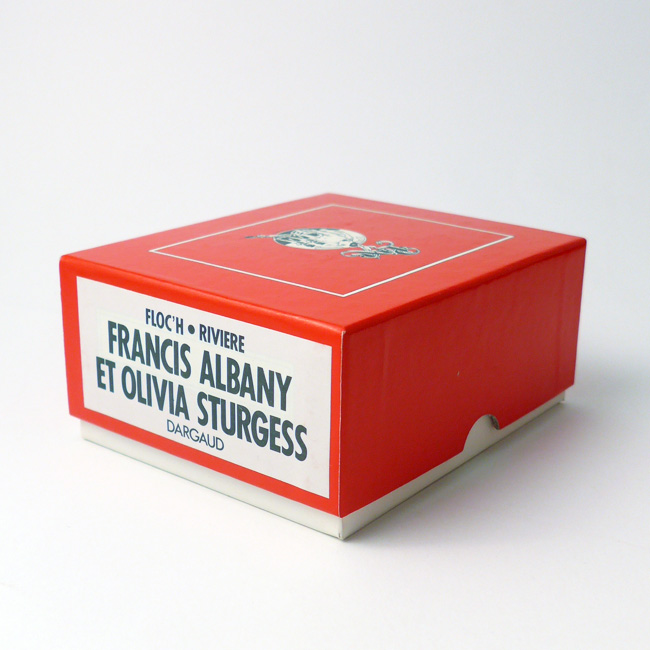 FLOC'H • RIVIERE
FRANCIS ALBANY
ET OLIVIA STURGESS
DARGAUD